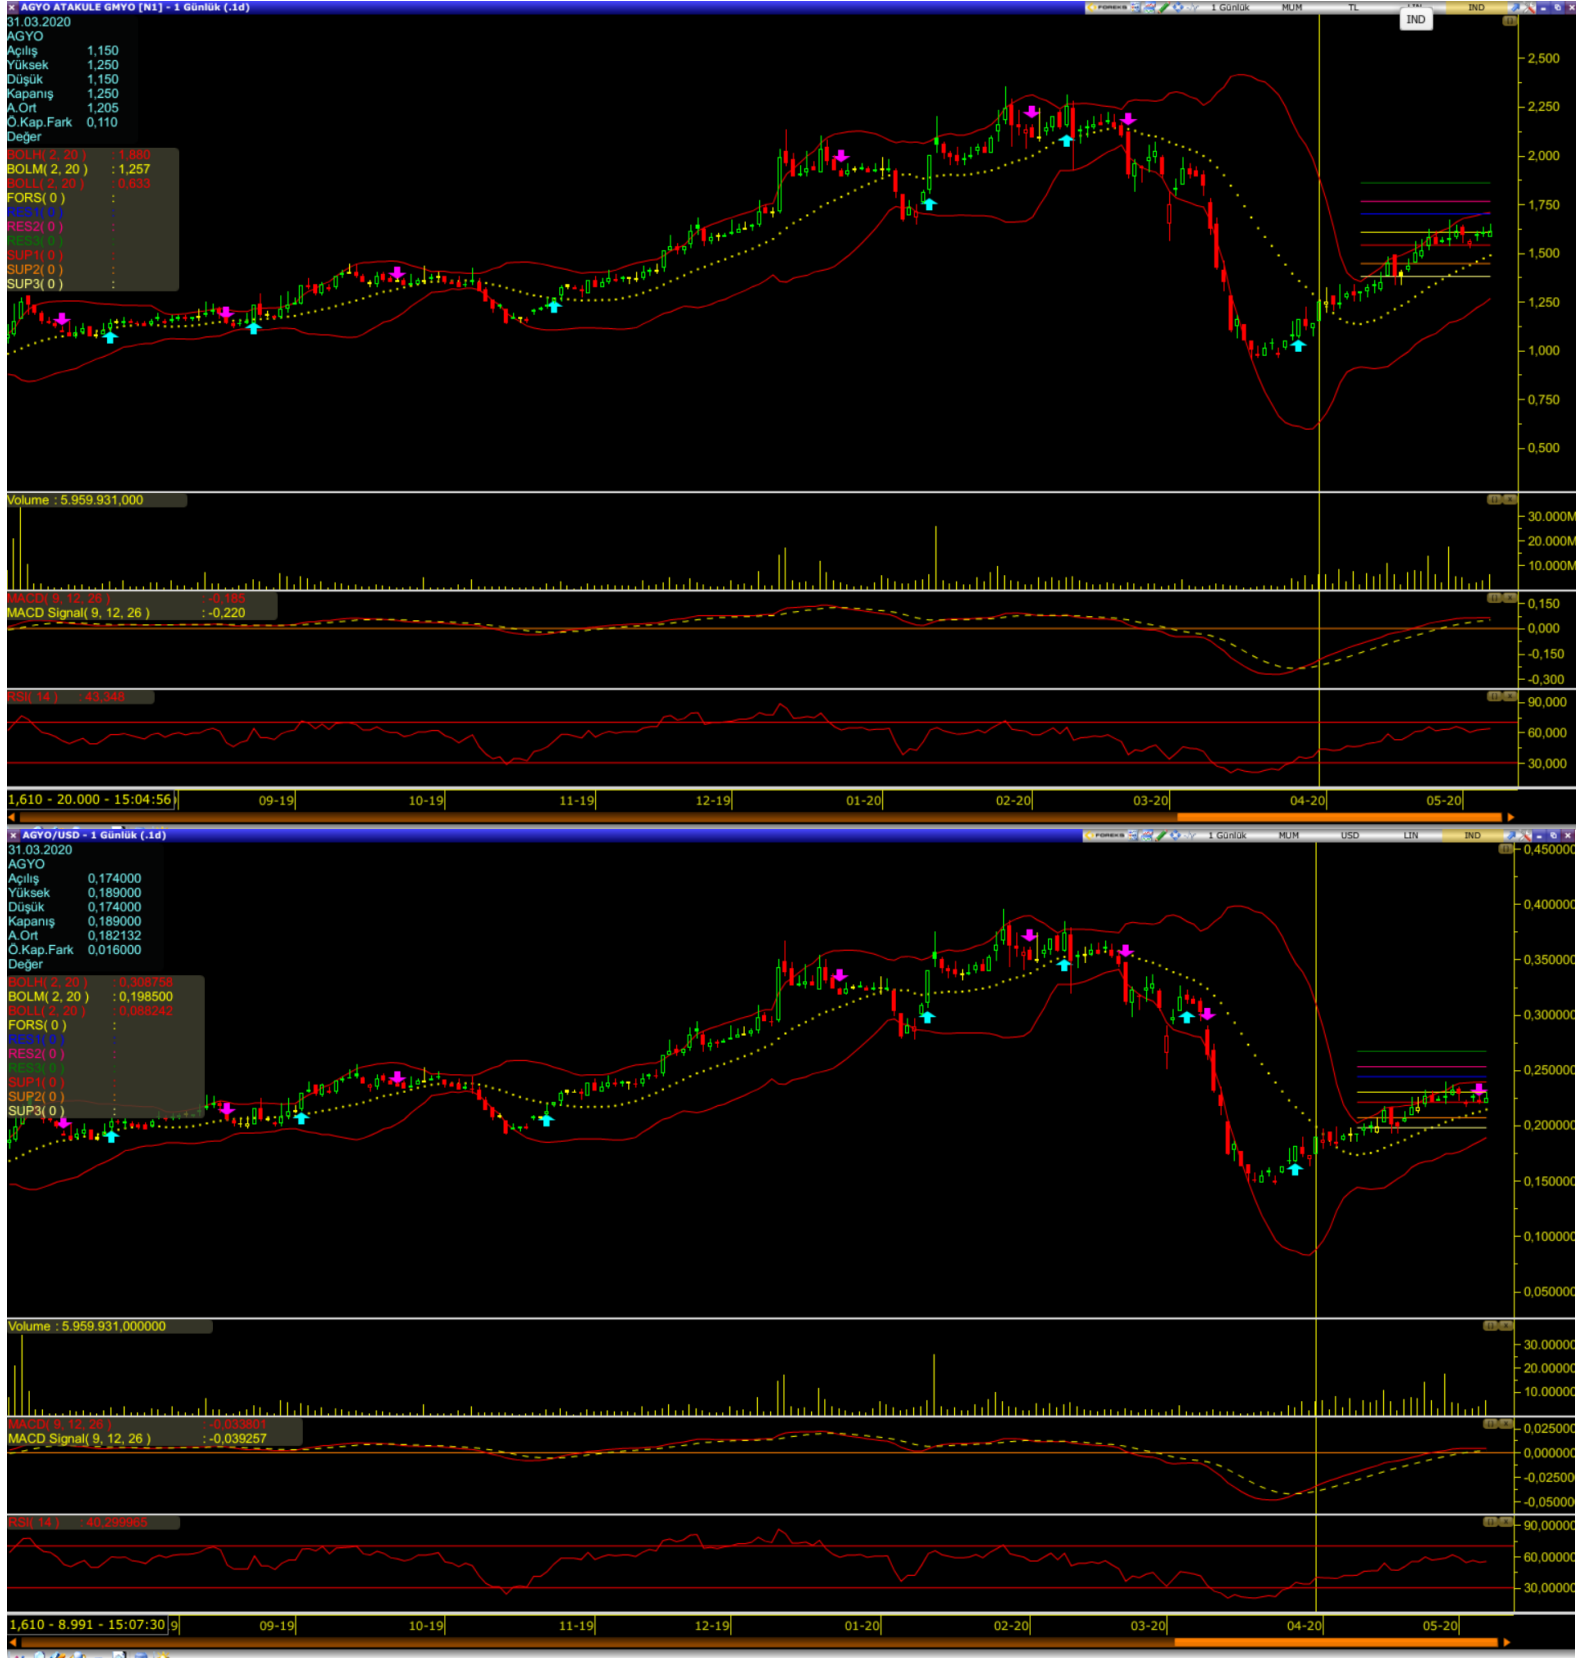 AGYO ATAKULE GMYO [N1] - 1 Günlük (.1d)
FOREKS 1 Günlük MUM TL LIN IND
IND
31.03.2020
AGYO
Açılış 1,150
Yüksek 1,250
Düşük 1,150
Kapanış 1,250
A.Ort 1,205
Ö.Kap.Fark 0,110
Değer
BOLH( 2, 20 ) : 1,880
BOLM( 2, 20 ) : 1,257
BOLL( 2, 20 ) : 0,633
FORS( 0 ) :
RES1( 0 ) :
RES2( 0 ) :
RES3( 0 ) :
SUP1( 0 ) :
SUP2( 0 ) :
SUP3( 0 ) :
2,500
2,250
2,000
1,750
1,500
1,250
1,000
0,750
0,500
Volume : 5.959.931,000
30.000M
20.000M
10.000M
MACD( 9, 12, 26 ) : -0,185
MACD Signal( 9, 12, 26 ) : -0,220
0,150
0,000
-0,150
-0,300
RSI( 14 ) : 43,348
90,000
60,000
30,000
1,610 - 20.000 - 15:04:56
09-19 10-19 11-19 12-19 01-20 02-20 03-20 04-20 05-20
AGYO/USD - 1 Günlük (.1d)
FOREKS 1 Günlük MUM USD LIN IND
31.03.2020
AGYO
Açılış 0,174000
Yüksek 0,189000
Düşük 0,174000
Kapanış 0,189000
A.Ort 0,182132
Ö.Kap.Fark 0,016000
Değer
BOLH( 2, 20 ) : 0,308758
BOLM( 2, 20 ) : 0,198500
BOLL( 2, 20 ) : 0,088242
FORS( 0 ) :
RES1( 0 ) :
RES2( 0 ) :
RES3( 0 ) :
SUP1( 0 ) :
SUP2( 0 ) :
SUP3( 0 ) :
0,450000
0,400000
0,350000
0,300000
0,250000
0,200000
0,150000
0,100000
0,050000
Volume : 5.959.931,000000
30.00000
20.00000
10.00000
MACD( 9, 12, 26 ) : -0,033801
MACD Signal( 9, 12, 26 ) : -0,039257
0,025000
0,000000
-0,02500
-0,05000
RSI( 14 ) : 40,299965
90,00000
60,00000
30,00000
1,610 - 8.991 - 15:07:30 9
09-19 10-19 11-19 12-19 01-20 02-20 03-20 04-20 05-20